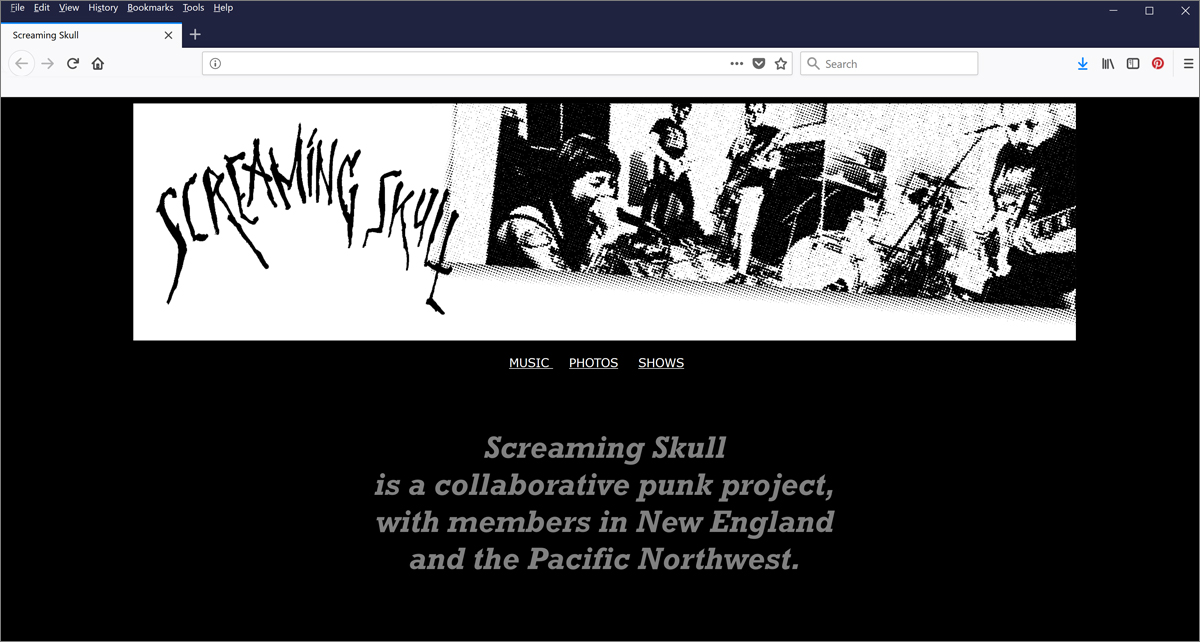 File Edit View History Bookmarks Tools Help
Screaming Skull
Search
SCREAMING SKULL
MUSIC PHOTOS SHOWS
Screaming Skull
is a collaborative punk project,
with members in New England
and the Pacific Northwest.